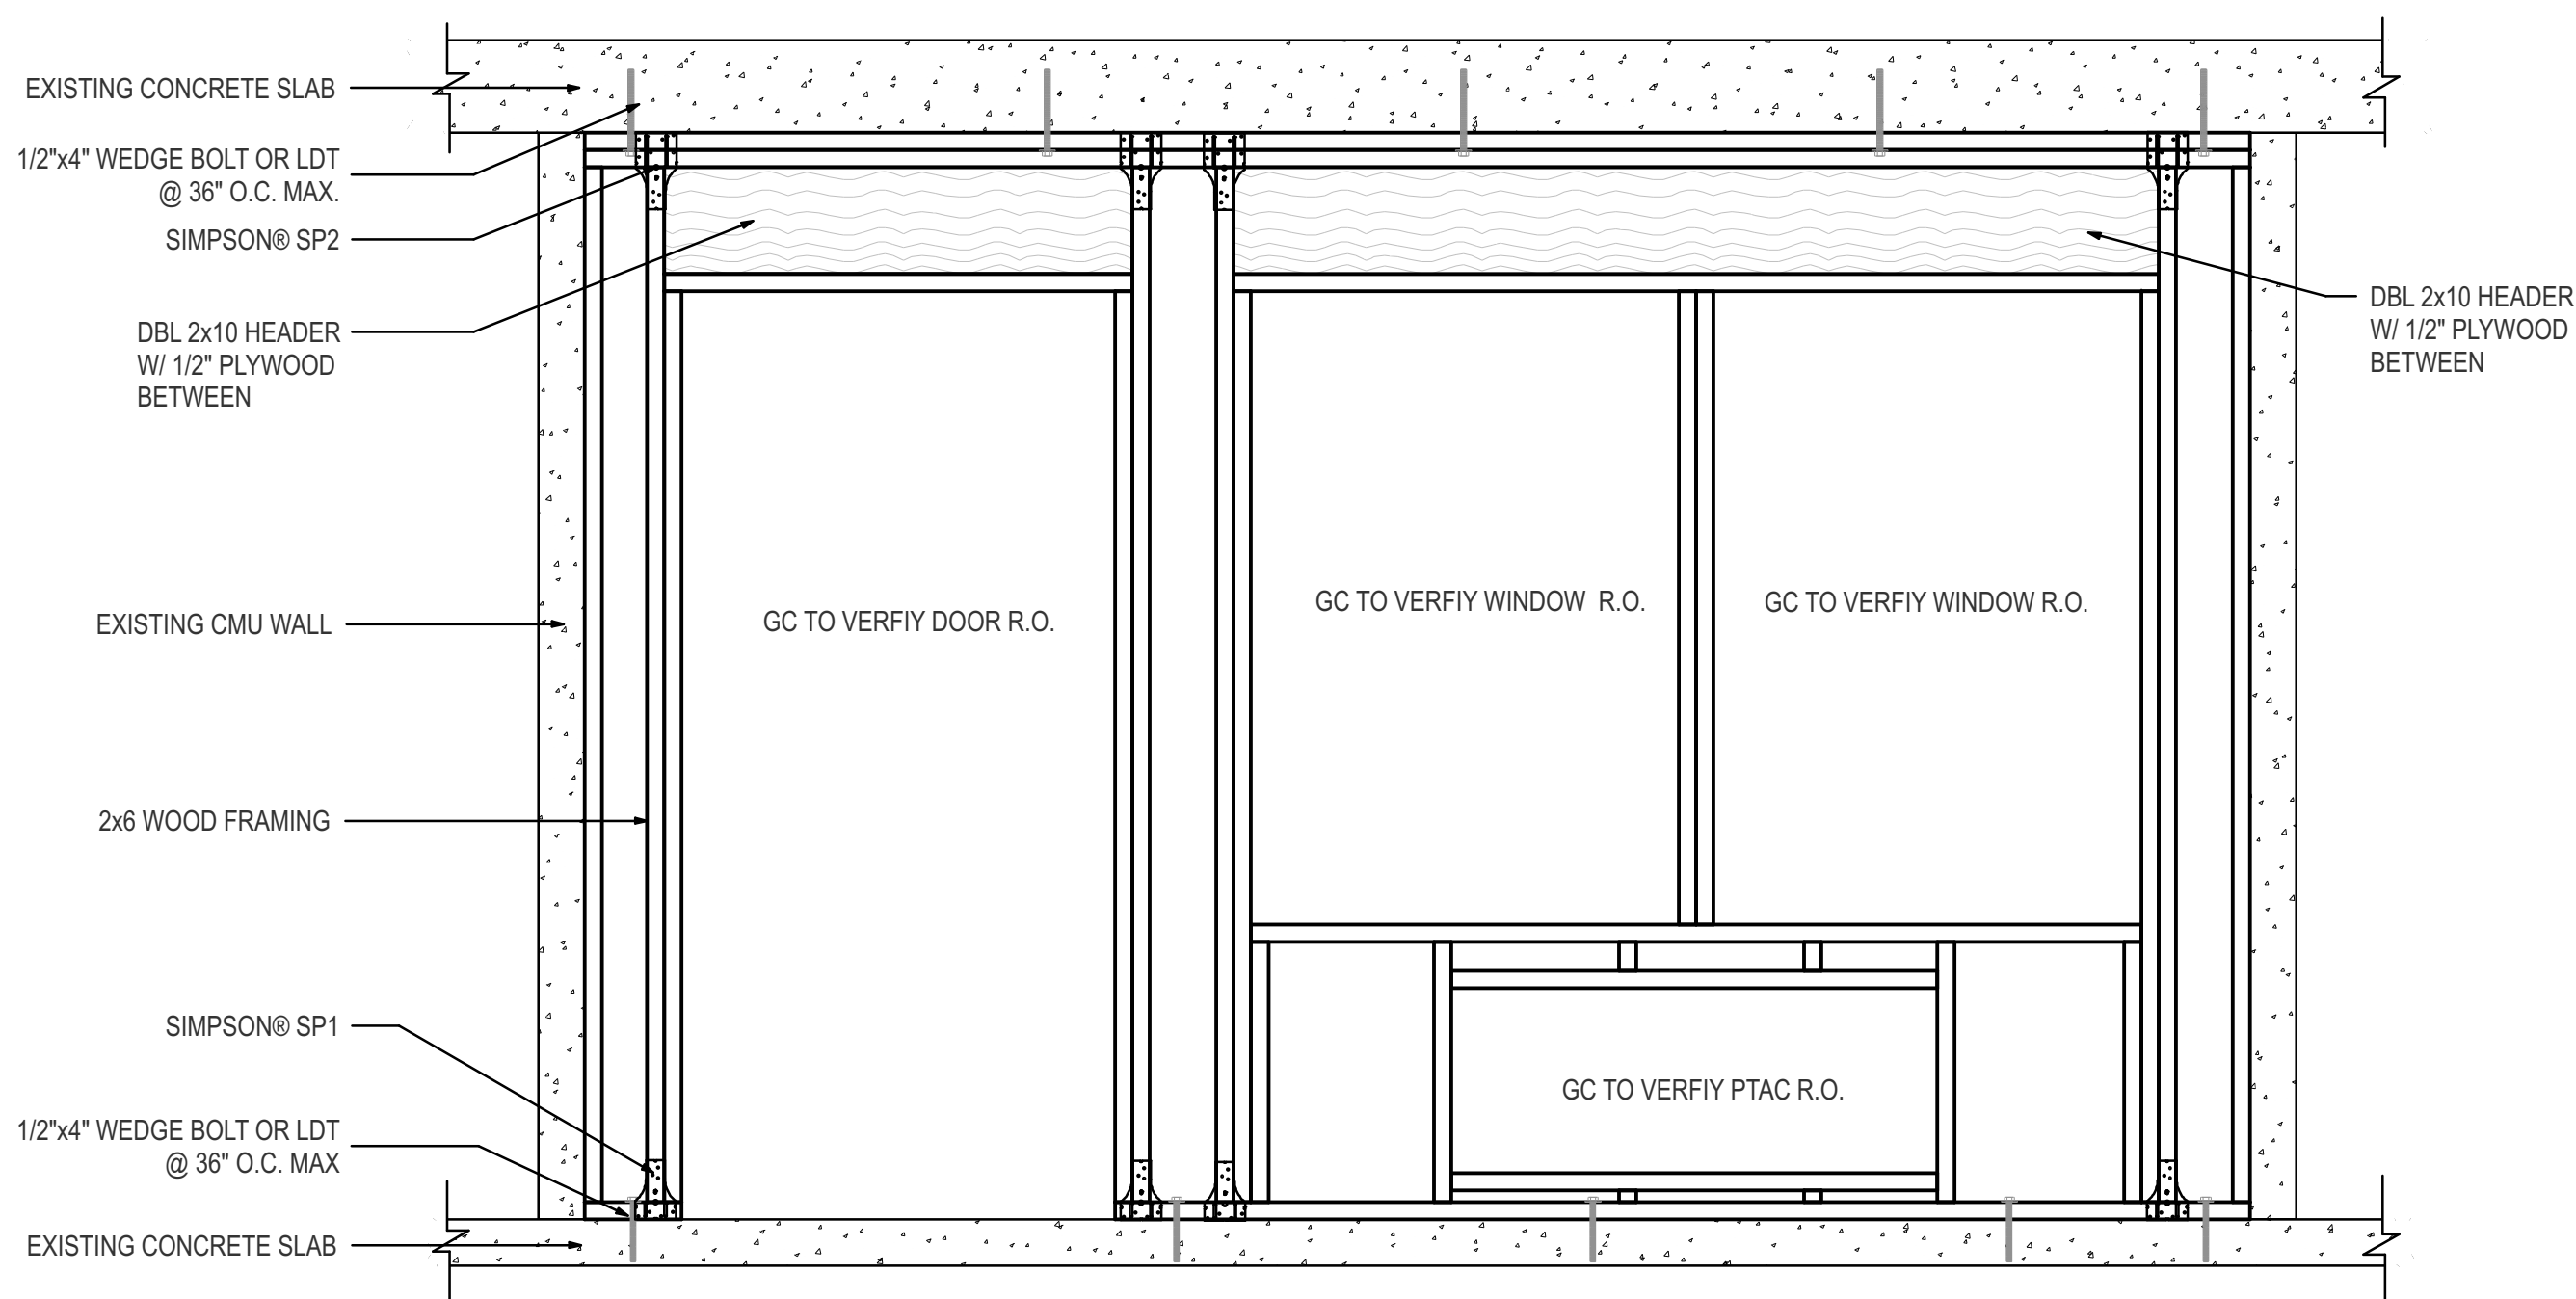 EXISTING CONCRETE SLAB
1/2"x4" WEDGE BOLT OR LDT
@ 36" O.C. MAX.
SIMPSON® SP2
DBL 2x10 HEADER
W/ 1/2" PLYWOOD
BETWEEN
DBL 2x10 HEADER
W/ 1/2" PLYWOOD
BETWEEN
EXISTING CMU WALL
GC TO VERFIY DOOR R.O.
GC TO VERFIY WINDOW R.O.
GC TO VERFIY WINDOW R.O.
2x6 WOOD FRAMING
SIMPSON® SP1
GC TO VERFIY PTAC R.O.
1/2"x4" WEDGE BOLT OR LDT
@ 36" O.C. MAX
EXISTING CONCRETE SLAB